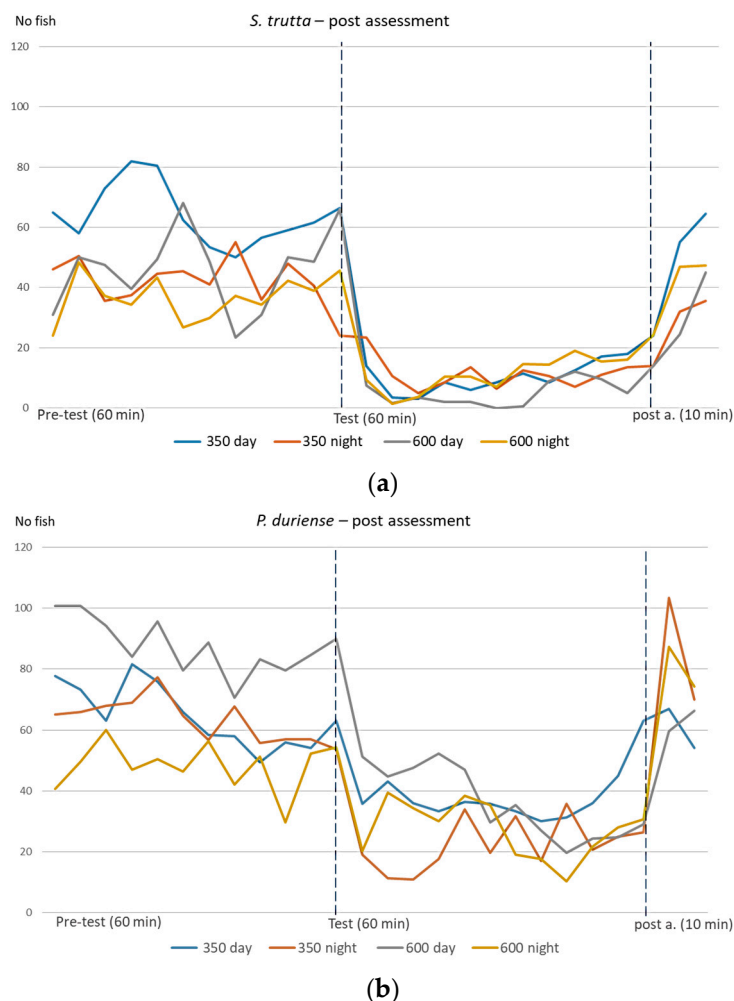 No fish
S. trutta – post assessment
120
100
80
60
40
20
0
Pre-test (60 min)
Test (60 min)
post a. (10 min)
350 day
350 night
600 day
600 night
(a)
No fish
P. duriense – post assessment
120
100
80
60
40
20
0
Pre-test (60 min)
Test (60 min)
post a. (10 min)
350 day
350 night
600 day
600 night
(b)